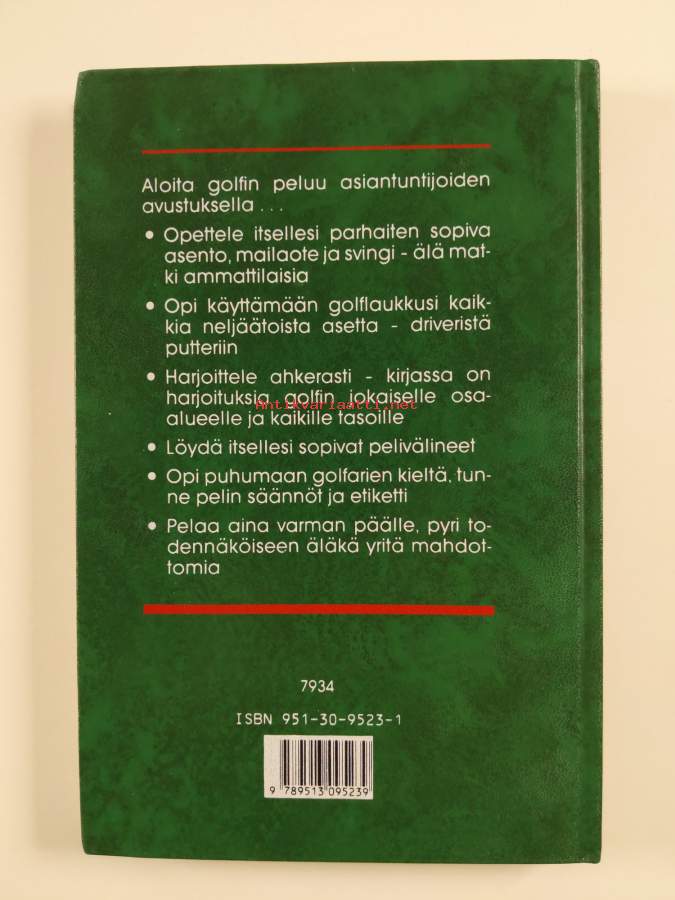 Aloita golfin peluu asiantuntijoiden
avustuksella . . .
• Opettele itsellesi parhaiten sopiva
asento, mailaote ja svingi - älä mat-
ki ammattilaisia
• Opi käyttämään golflaukkusi kaik-
kia neljäätoista asetta - driveristä
putteriin
• Harjoittele ahkerasti - kirjassa on
harjoituksia golfin jokaiselle osa-
Antikvariaatti.net
alueelle ja kaikille tasoille
• Löydä itsellesi sopivat pelivälineet
• Opi puhumaan golfarien kieltä, tun-
ne pelin säännöt ja etiketti
• Pelaa aina varman päälle, pyri to-
dennäköiseen äläkä yritä mahdot-
tomia
7934
ISBN 951-30-9523-1
9 789513 095239